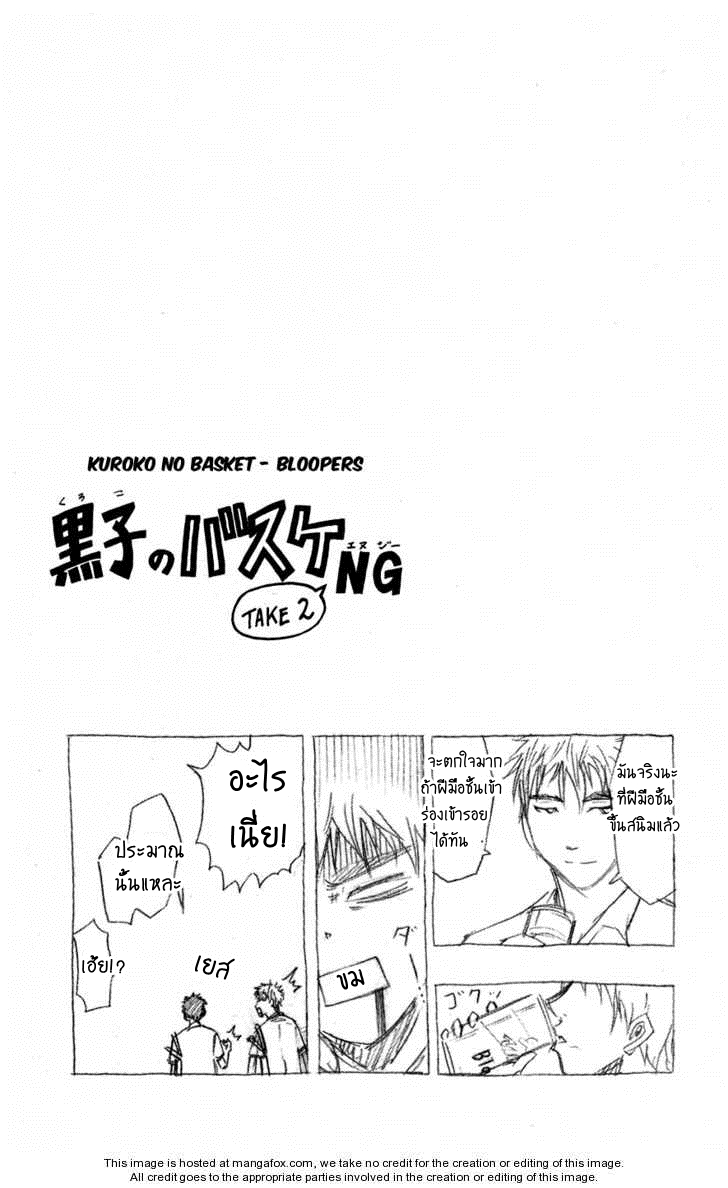 KUROKO NO BASKET - BLOOPERS
くろこ
黒子のバスケ
エヌジー
NG
TAKE 2
มันจริงนะ
ที่ฝีมือชั้น
ขึ้นสนิมแล้ว
จะตกใจมาก
ถ้าฝีมือชั้นเข้า
ร่องเข้ารอย
ได้ทัน
ゴクッ
Blo
ขม
อะไร
เนี่ย!
ประมาณ
นั้นแหละ
เยส
เฮ้ย!?
This image is hosted at mangafox.com, we take no credit for the creation or editing of this image.
All credit goes to the appropriate parties involved in the creation or editing of this image.